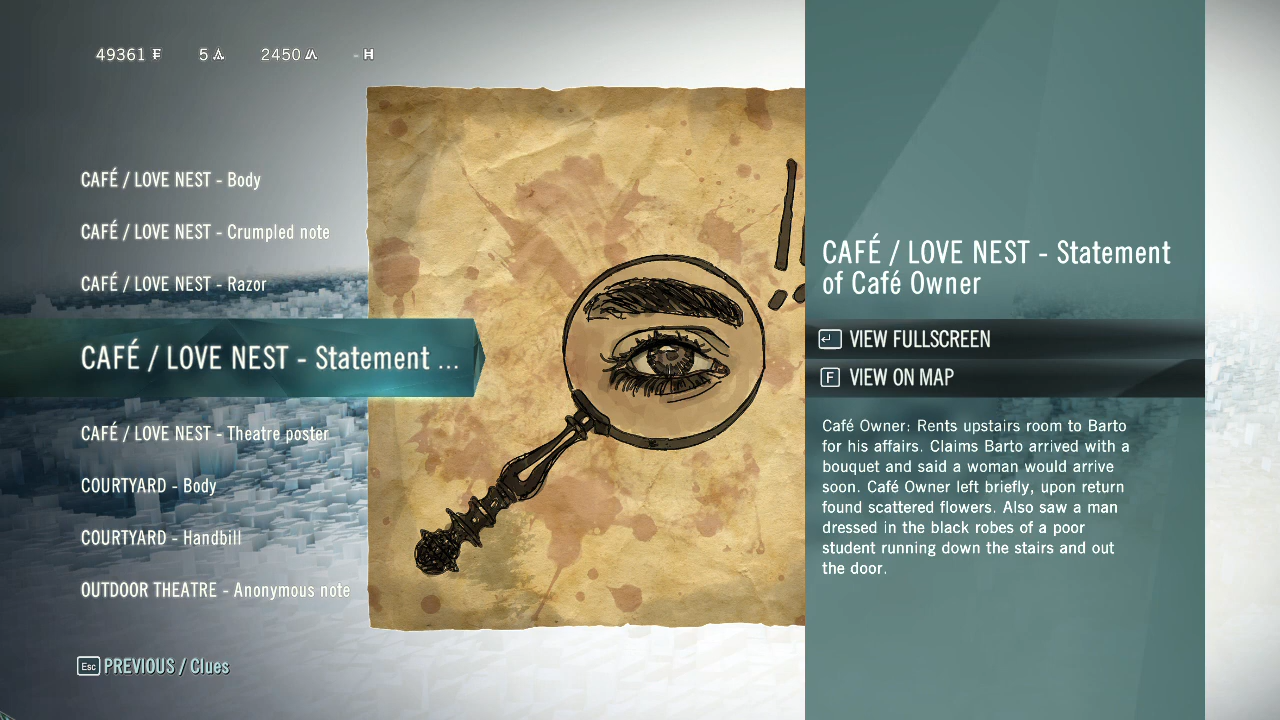 49361 5 2450 - H
CAFÉ / LOVE NEST - Body
CAFÉ / LOVE NEST - Crumpled note
CAFÉ / LOVE NEST - Razor
CAFÉ / LOVE NEST - Statement ...
CAFÉ / LOVE NEST - Theatre poster
COURTYARD - Body
COURTYARD - Handbill
OUTDOOR THEATRE - Anonymous note
Esc PREVIOUS / Clues
CAFÉ / LOVE NEST - Statement
of Café Owner
VIEW FULLSCREEN
F VIEW ON MAP
Café Owner: Rents upstairs room to Barto
for his affairs. Claims Barto arrived with a
bouquet and said a woman would arrive
soon. Café Owner left briefly, upon return
found scattered flowers. Also saw a man
dressed in the black robes of a poor
student running down the stairs and out
the door.